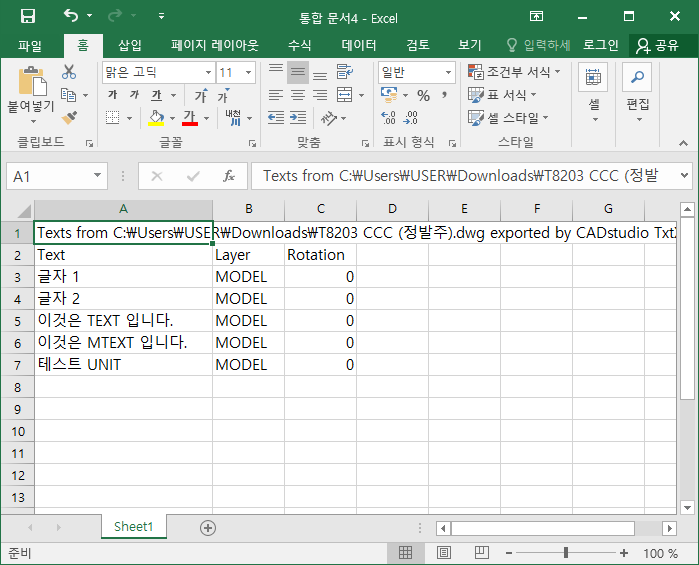 통합 문서4 - Excel
파일 홈 삽입 페이지 레이아웃 수식 데이터 검토 보기 입력하세 로그인 공유
붙여넣기
맑은 고딕 11
가 가 가 가 가
가 내천
일반
% ,
조건부 서식
표 서식
셀 스타일
셀
편집
클립보드 글꼴 맞춤 표시 형식 스타일
A1 fx Texts from C:₩Users₩USER₩Downloads₩T8203 CCC (정발
A B C D E F G
1 Texts from C:₩Users₩USER₩Downloads₩T8203 CCC (정발주).dwg exported by CADstudio Txt
2 Text Layer Rotation
3 글자 1 MODEL 0
4 글자 2 MODEL 0
5 이것은 TEXT 입니다. MODEL 0
6 이것은 MTEXT 입니다. MODEL 0
7 테스트 UNIT MODEL 0
8
9
10
11
12
13
Sheet1
준비 100 %